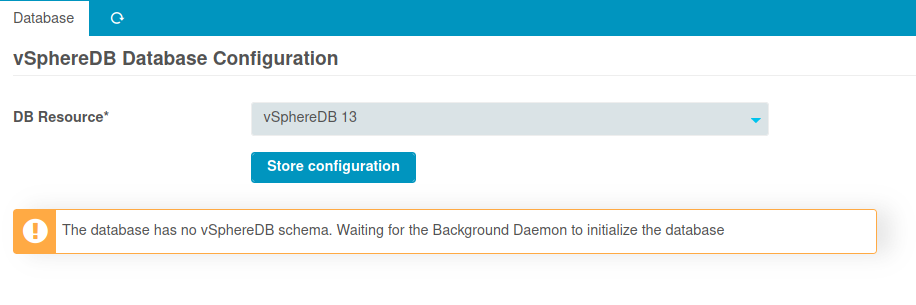 Database
vSphereDB Database Configuration
DB Resource*
vSphereDB 13
Store configuration
The database has no vSphereDB schema. Waiting for the Background Daemon to initialize the database